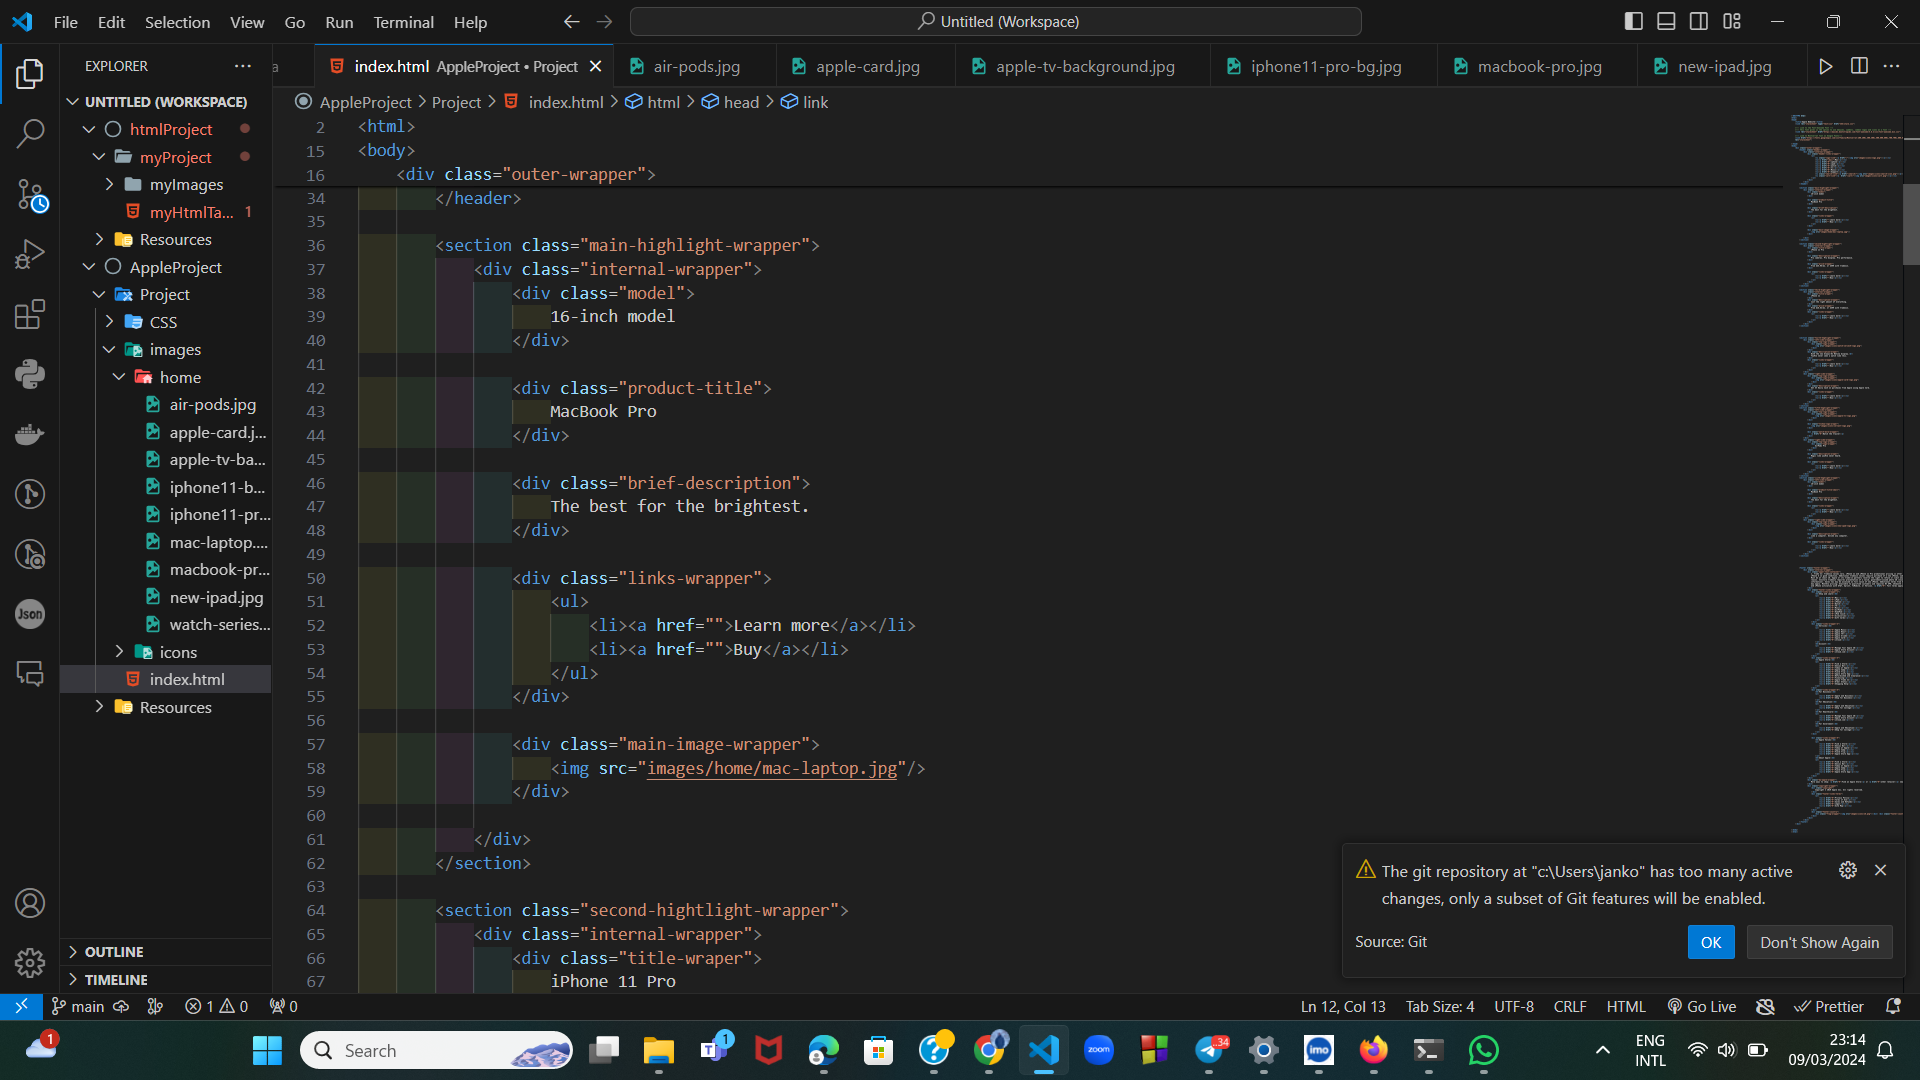 File Edit Selection View Go Run Terminal Help
Untitled (Workspace)
EXPLORER
a
index.html AppleProject • Project
air-pods.jpg
apple-card.jpg
apple-tv-background.jpg
iphone11-pro-bg.jpg
macbook-pro.jpg
new-ipad.jpg
UNTITLED (WORKSPACE)
htmlProject
myProject
myImages
myHtmlTa... 1
Resources
AppleProject
Project
CSS
images
home
air-pods.jpg
apple-card.j...
apple-tv-ba...
iphone11-b...
iphone11-pr...
mac-laptop....
macbook-pr...
new-ipad.jpg
watch-series...
icons
index.html
Resources
OUTLINE
TIMELINE
Json
AppleProject > Project > index.html > html > head > link
2 <html>
15 <body>
16 <div class="outer-wrapper">
34 </header>
35
36 <section class="main-highlight-wrapper">
37 <div class="internal-wrapper">
38 <div class="model">
39 16-inch model
40 </div>
41
42 <div class="product-title">
43 MacBook Pro
44 </div>
45
46 <div class="brief-description">
47 The best for the brightest.
48 </div>
49
50 <div class="links-wrapper">
51 <ul>
52 <li><a href="">Learn more</a></li>
53 <li><a href="">Buy</a></li>
54 </ul>
55 </div>
56
57 <div class="main-image-wrapper">
58 <img src="images/home/mac-laptop.jpg"/>
59 </div>
60
61 </div>
62 </section>
63
64 <section class="second-hightlight-wrapper">
65 <div class="internal-wrapper">
66 <div class="title-wraper">
67 iPhone 11 Pro
The git repository at "c:\Users\janko" has too many active
changes, only a subset of Git features will be enabled.
Source: Git
OK
Don't Show Again
main
1 0
0
Ln 12, Col 13
Tab Size: 4
UTF-8
CRLF
HTML
Go Live
Prettier
1
Search
1
zoom
34
imo
ENG
INTL
23:14
09/03/2024